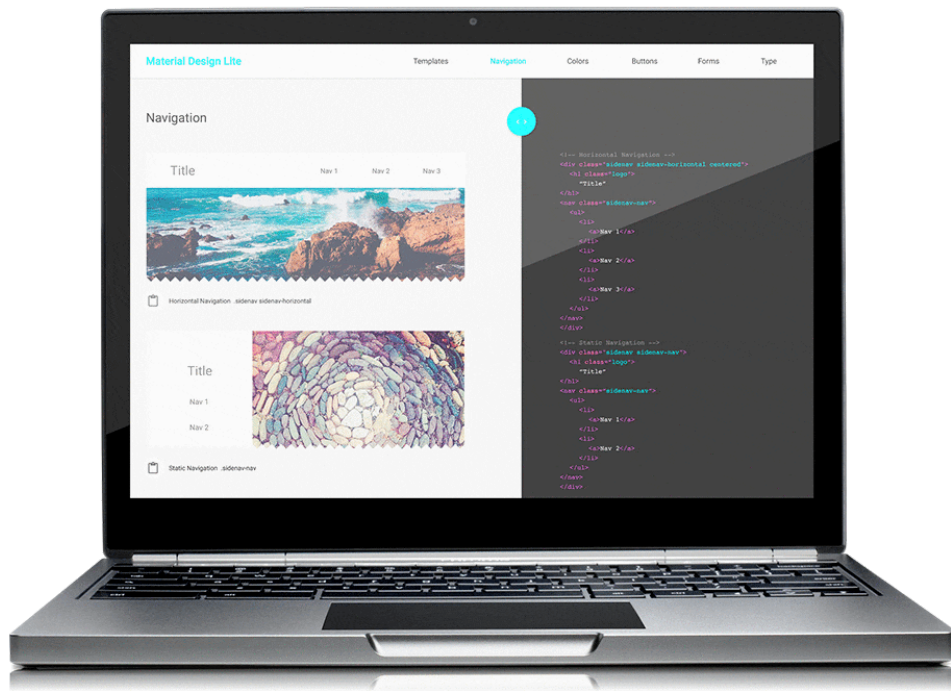 Material Design Lite
Templates
Navigation
Colors
Buttons
Forms
Type
Navigation
Title
Nav 1
Nav 2
Nav 3
Horizontal Navigation .sidenav sidenav-horizontal
Title
Nav 1
Nav 2
Static Navigation .sidenav-nav
<!-- Horizontal Navigation -->
<div class="sidenav sidenav-horizontal centered">
<h1 class="logo">
"Title"
</h1>
<nav class="sidenav-nav">
<ul>
<li>
<a>Nav 1</a>
</li>
<li>
<a>Nav 2</a>
</li>
<li>
<a>Nav 3</a>
</li>
</ul>
</nav>
</div>
<!-- Static Navigation -->
<div class="sidenav sidenav-nav">
<h1 class="logo">
"Title"
</h1>
<nav class="sidenav-nav">
<ul>
<li>
<a>Nav 1</a>
</li>
<li>
<a>Nav 2</a>
</li>
</ul>
</nav>
</div>